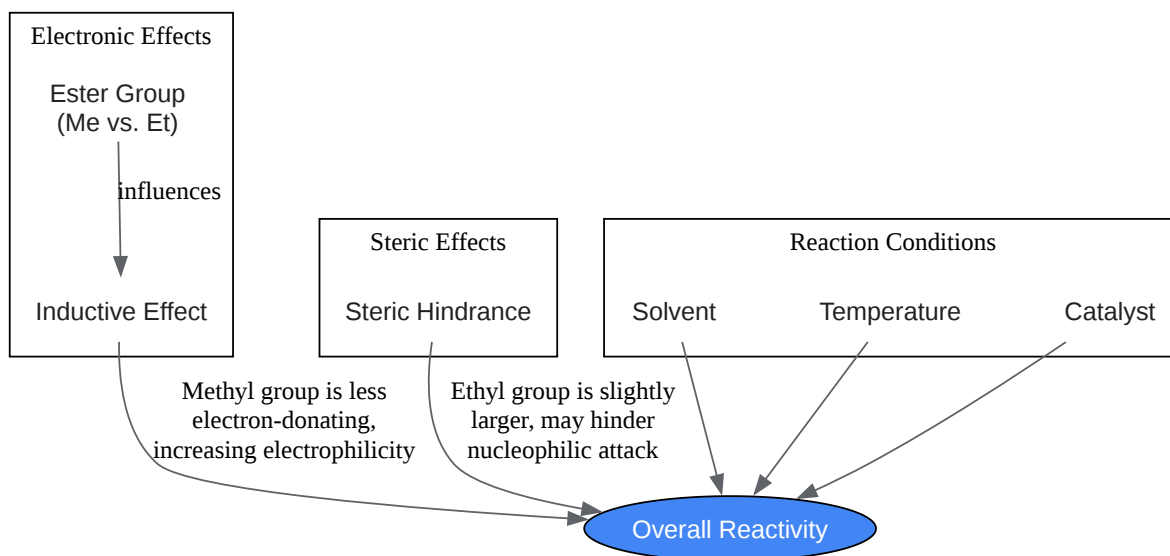 Electronic Effects
Ester Group
(Me vs. Et)
influences
Inductive Effect
Steric Effects
Steric Hindrance
Reaction Conditions
Solvent
Temperature
Catalyst
Methyl group is less
electron-donating,
increasing electrophilicity
Ethyl group is slightly
larger, may hinder
nucleophilic attack
Overall Reactivity